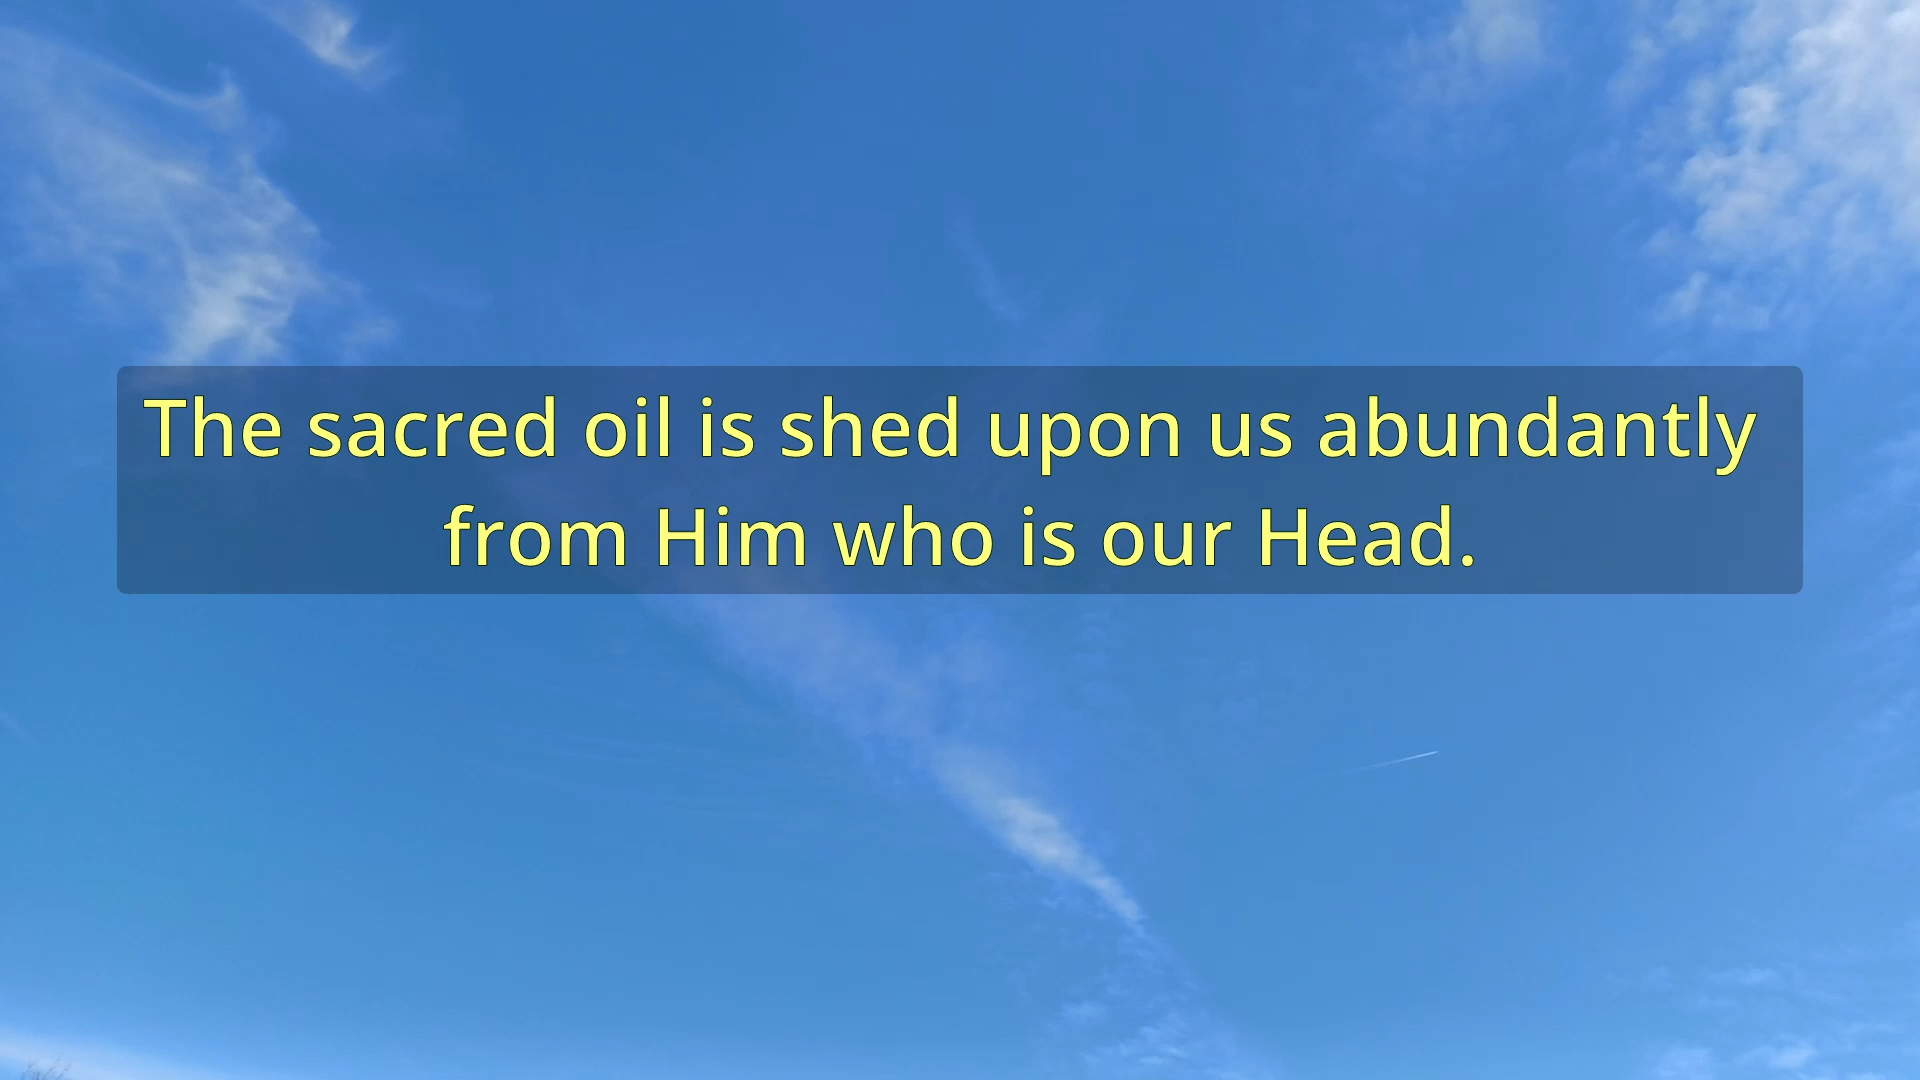 The sacred oil is shed upon us abundantly
from Him who is our Head.